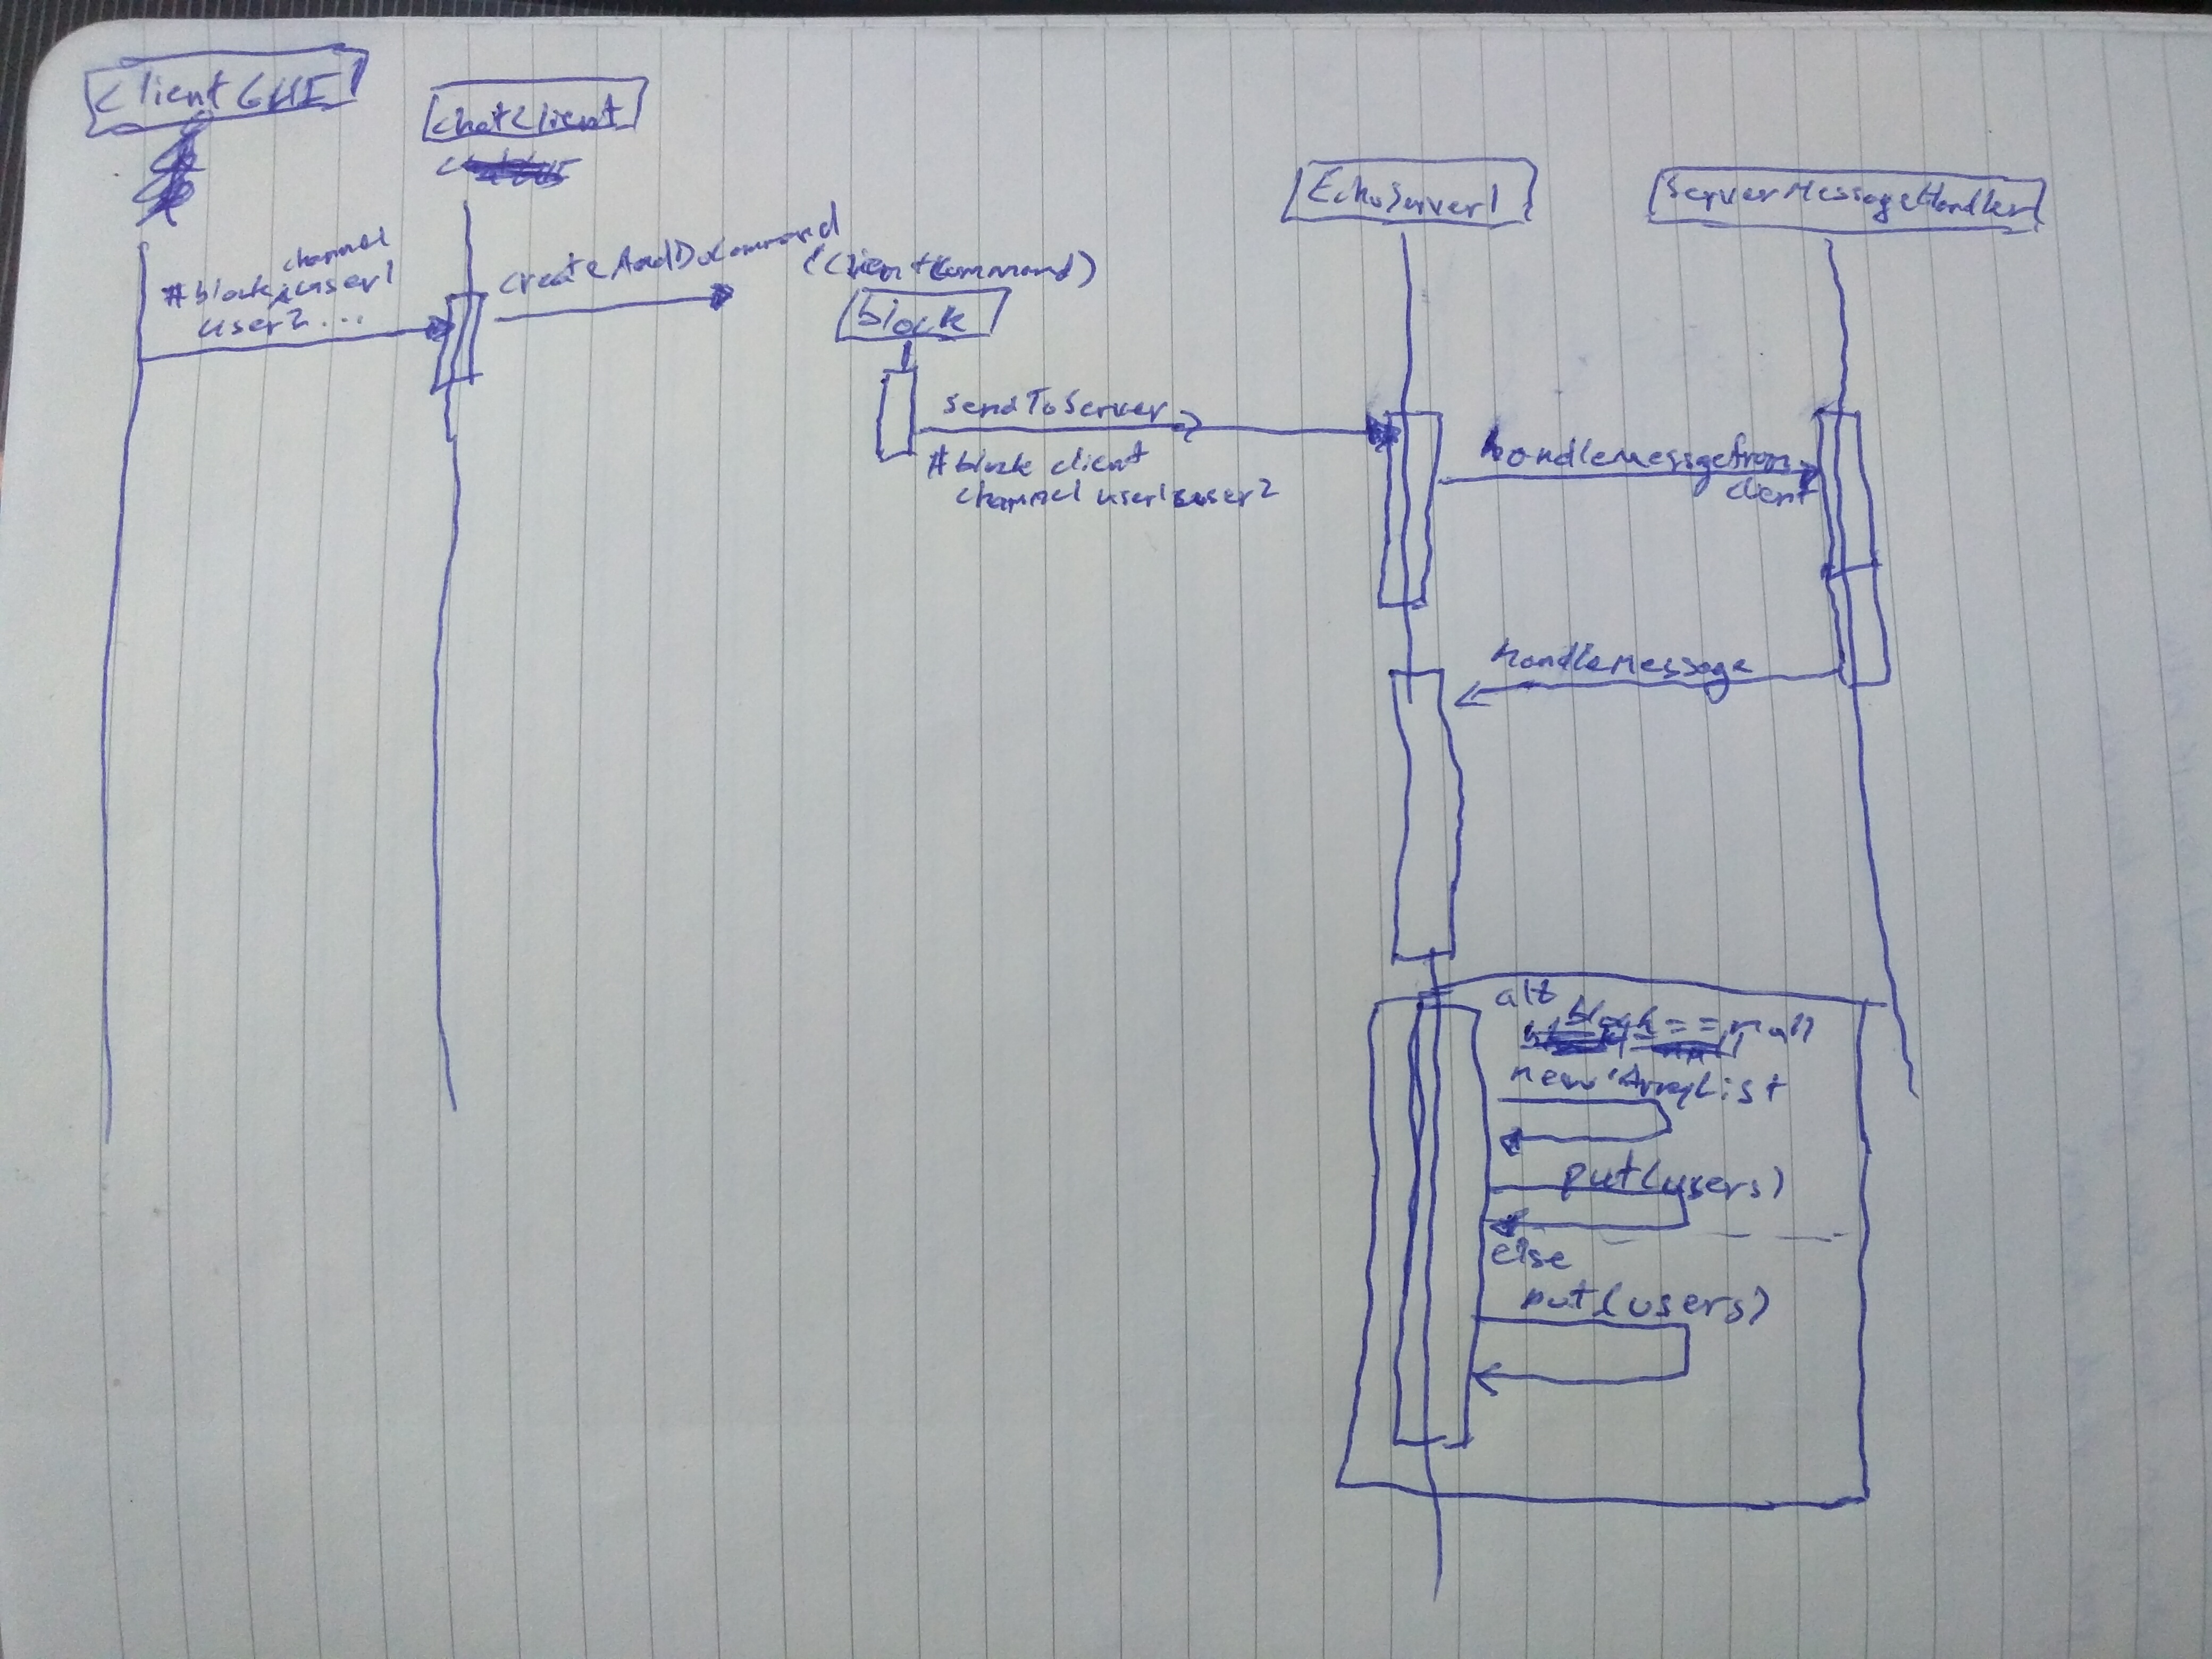 ClientGUI
ChatClient
EchoServer1
ServerMessageHandler
channel
#block user1
user2...
createAndDoCommand
(ClientCommand)
block
sendToServer
#block client
channel user1 user2
handleMessgefrom
client
handleMessage
alt
block == null
new ArrayList
put(users)
else
put(users)